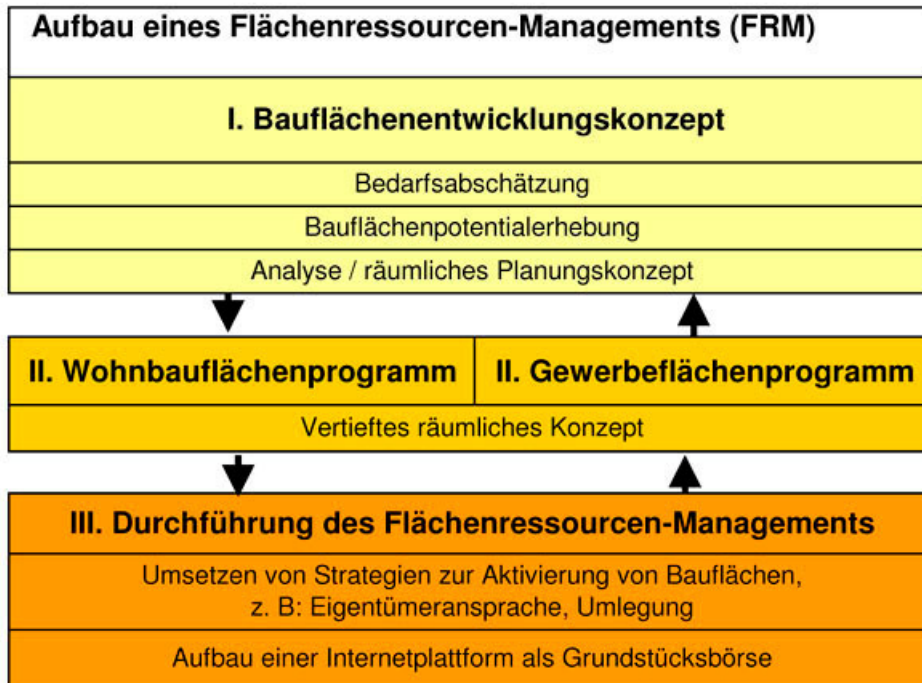 Aufbau eines Flächenressourcen-Managements (FRM)
I. Bauflächenentwicklungskonzept
Bedarfsabschätzung
Bauflächenpotentialerhebung
Analyse / räumliches Planungskonzept
II. Wohnbauflächenprogramm
II. Gewerbeflächenprogramm
Vertieftes räumliches Konzept
III. Durchführung des Flächenressourcen-Managements
Umsetzen von Strategien zur Aktivierung von Bauflächen,
z. B: Eigentümeransprache, Umlegung
Aufbau einer Internetplattform als Grundstücksbörse